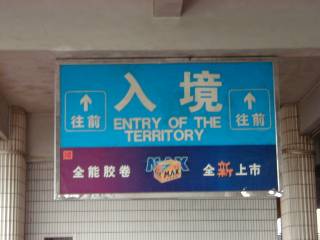 入境
↑ 往前
ENTRY OF THE
TERRITORY
↑ 往前
全能胶卷
MAX
全新上市